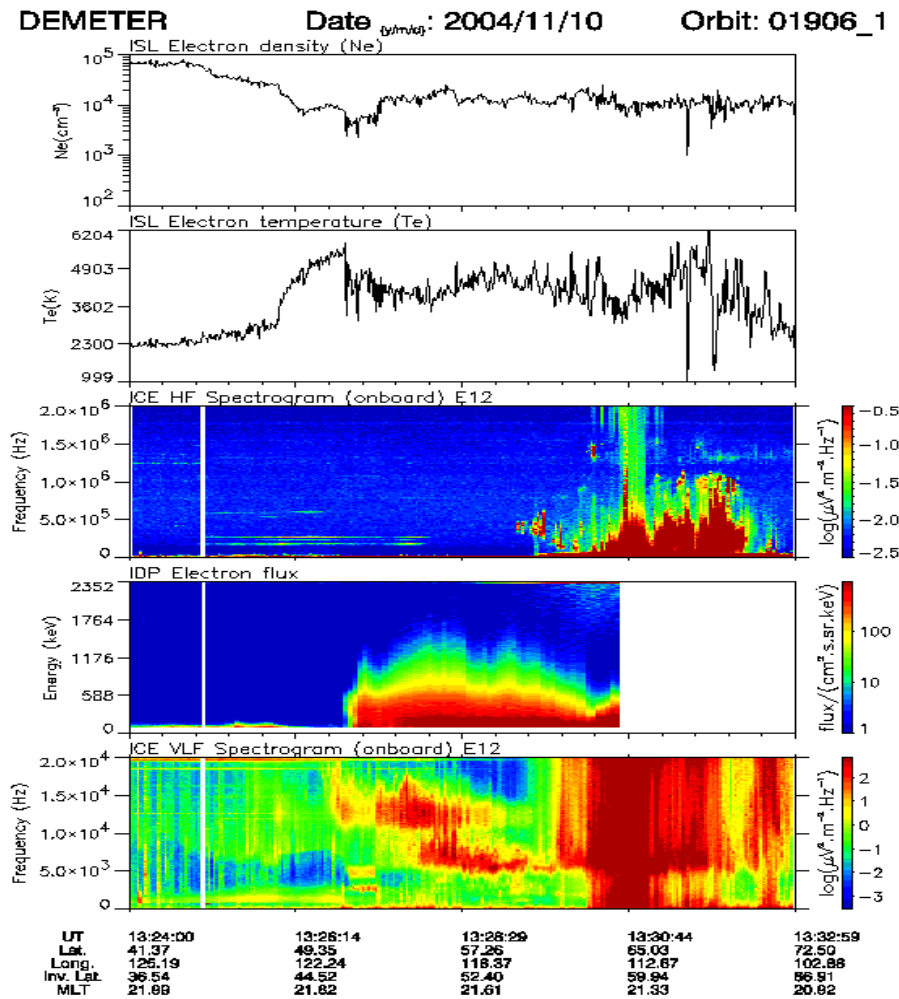 DEMETER Date (y/m/d): 2004/11/10 Orbit: 01906_1
ISL Electron density (Ne)
10^5
10^4
10^3
10^2
Ne(cm⁻³)
ISL Electron temperature (Te)
6204
4903
3602
2300
999
Te(K)
ICE HF Spectrogram (onboard) E12
2.0×10^6
1.5×10^6
1.0×10^6
5.0×10^5
0
Frequency (Hz)
-0.5
-1.0
-1.5
-2.0
-2.5
log(μV².m⁻².Hz⁻¹)
IDP Electron flux
2352
1764
1176
588
0
Energy (keV)
100
10
1
flux/(cm².s.sr.keV)
ICE VLF Spectrogram (onboard) E12
2.0×10^4
1.5×10^4
1.0×10^4
5.0×10^3
0
Frequency (Hz)
2
1
0
-1
-2
-3
log(μV².m⁻².Hz⁻¹)
UT 13:24:00 13:26:14 13:28:29 13:30:44 13:32:59
Lat. 41.37 49.35 57.26 65.03 72.50
Long. 125.19 122.24 118.37 112.67 102.88
Inv. Lat. 36.54 44.52 52.40 59.94 66.91
MLT 21.89 21.82 21.61 21.33 20.82